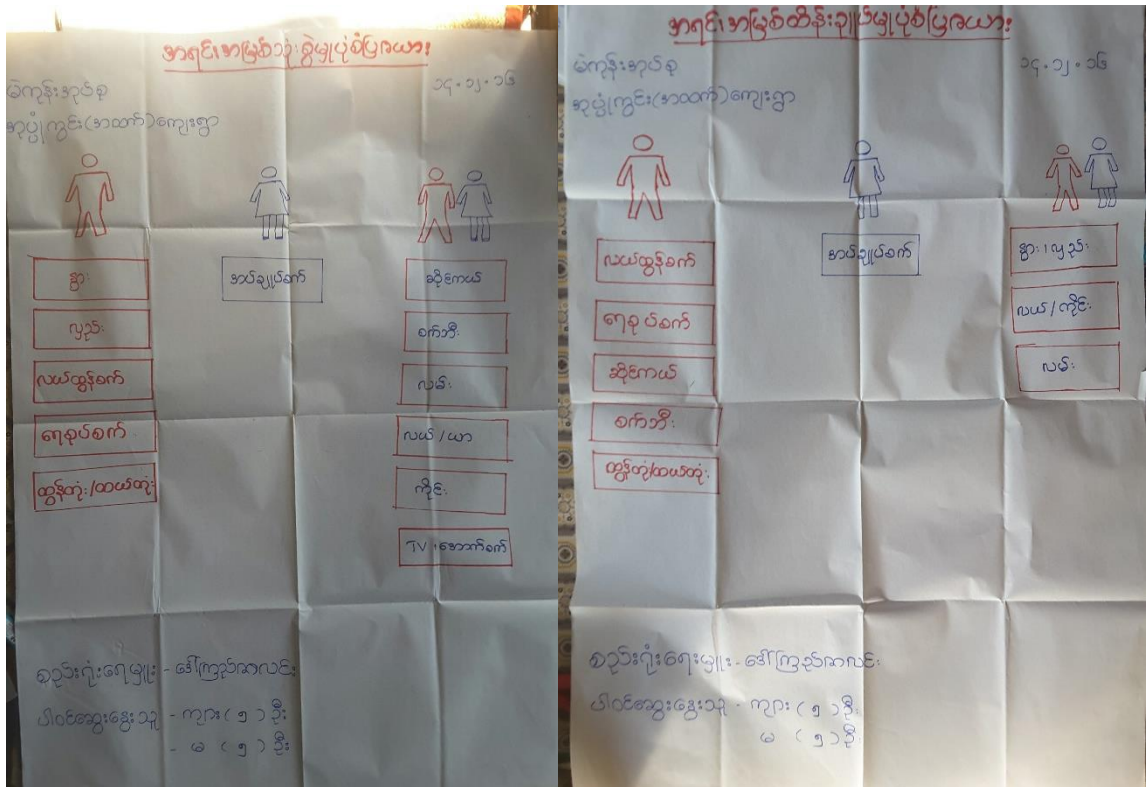 အရင်းအမြစ်သုံးစွဲမှုပုံစံပြဇယား
မဲကုန်းအုပ်စု
၁၄.၁၂.၁၆
အုပ္ပုံကွင်း(အထက်)ကျေးရွာ
နွား
လှည်း
လယ်ထွန်စက်
ရေစုပ်စက်
ထွန်တုံး/ထယ်တုံး
အပ်ချုပ်စက်
ဆိုင်ကယ်
စက်ဘီး
လမ်း
လယ်/ယာ
ကိုင်း
TV၊အောက်စက်
စည်းရုံးရေးမှူး - ဒေါ်ကြည်ကလင်း
ပါဝင်ဆွေးနွေးသူ - ကျား (၅) ဦး
- မ (၅) ဦး
အရင်းအမြစ်ထိန်းချုပ်မှုပုံစံပြဇယား
မဲကုန်းအုပ်စု
၁၄.၁၂.၁၆
အုပ္ပုံကွင်း(အထက်)ကျေးရွာ
လယ်ထွန်စက်
ရေစုပ်စက်
ဆိုင်ကယ်
စက်ဘီး
ထွန်တုံး/ထယ်တုံး
အပ်ချုပ်စက်
နွား၊လှည်း
လယ်/ကိုင်း
လမ်း
စည်းရုံးရေးမှူး - ဒေါ်ကြည်ကလင်း
ပါဝင်ဆွေးနွေးသူ - ကျား (၅) ဦး
မ (၅) ဦး